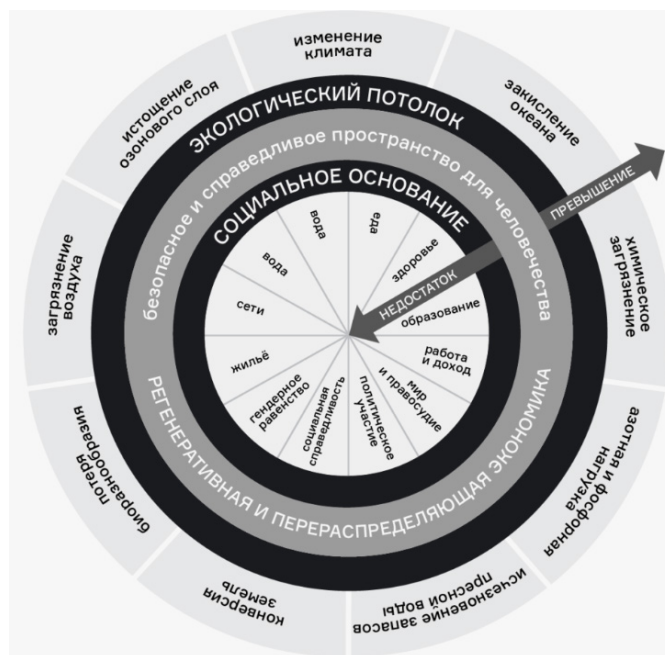 изменение
климата
закисление
океана
химическое
загрязнение
азотная и фосфорная
нагрузка
исчезновение запасов
пресной воды
конверсия
земель
потеря
биоразнообразия
загрязнение
воздуха
истощение
озонового слоя
ЭКОЛОГИЧЕСКИЙ ПОТОЛОК
безопасное и справедливое пространство для человечества
РЕГЕНЕРАТИВНАЯ И ПЕРЕРАСПРЕДЕЛЯЮЩАЯ ЭКОНОМИКА
СОЦИАЛЬНОЕ ОСНОВАНИЕ
ПРЕВЫШЕНИЕ
НЕДОСТАТОК
вода
еда
здоровье
образование
работа
и доход
мир
и правосудие
политическое
участие
социальная
справедливость
гендерное
равенство
жильё
сети
вода